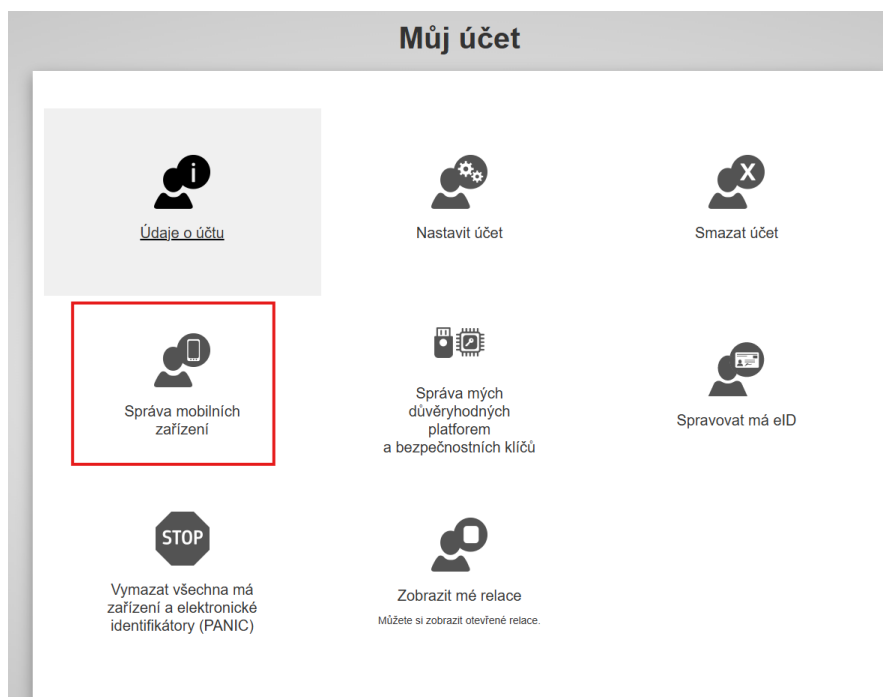 Můj účet
i
X
Údaje o účtu
Nastavit účet
Smazat účet
Správa mobilních
zařízení
Správa mých
důvěryhodných
platforem
a bezpečnostních klíčů
Spravovat má eID
STOP
Vymazat všechna má
zařízení a elektronické
identifikátory (PANIC)
Zobrazit mé relace
Můžete si zobrazit otevřené relace.